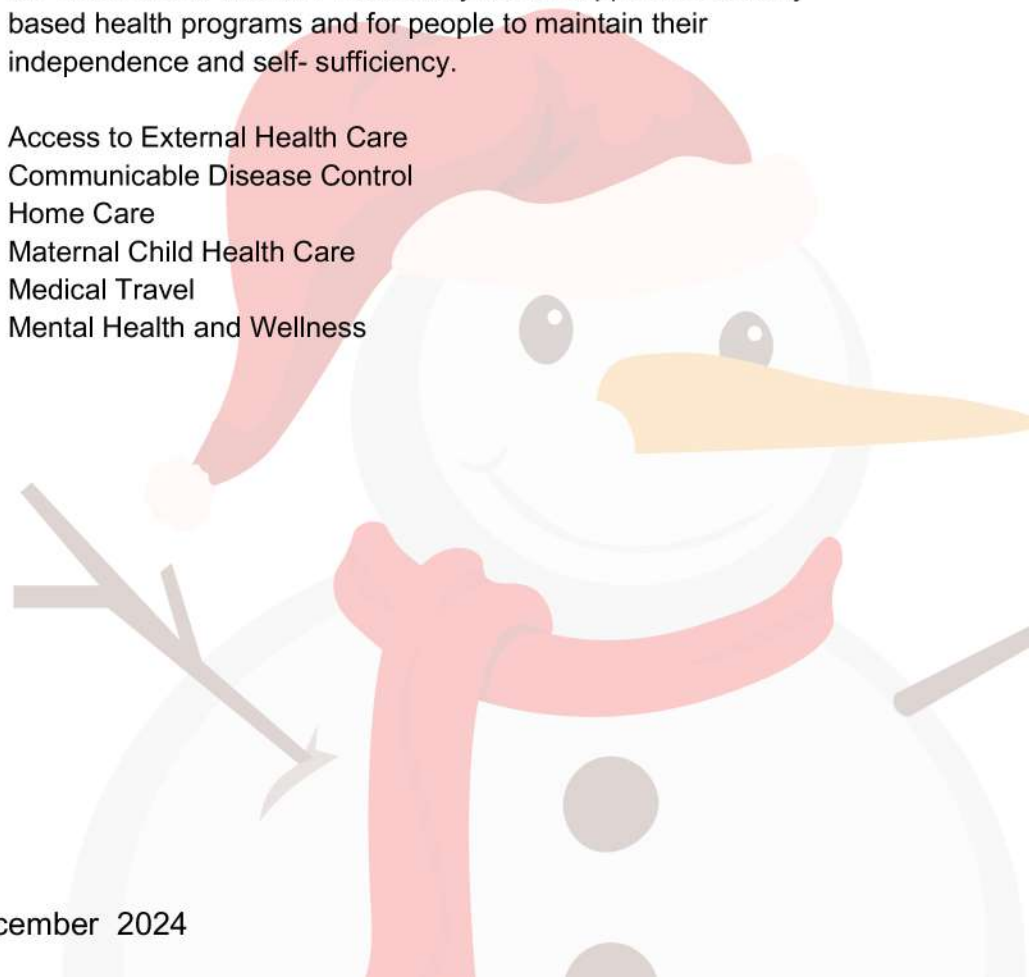 based health programs and for people to maintain their
independence and self- sufficiency.
Access to External Health Care
Communicable Disease Control
Home Care
Maternal Child Health Care
Medical Travel
Mental Health and Wellness
cember 2024